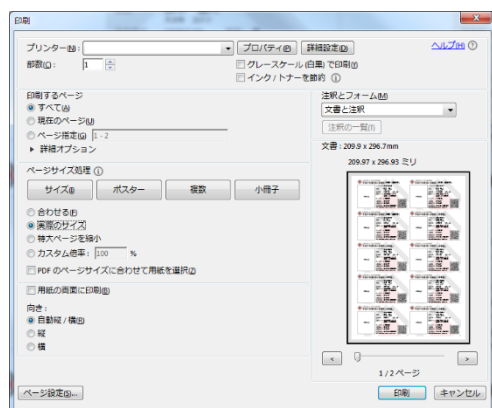 印刷
プリンター(N):
プロパティ(P)
詳細設定(D)
ヘルプ(H)
部数(C): 1
グレースケール (白黒) で印刷(Y)
インク / トナーを節約
印刷するページ
すべて(A)
現在のページ(U)
ページ指定(G) 1 - 2
詳細オプション
ページサイズ処理
サイズ(I)
ポスター
複数
小冊子
合わせる(F)
実際のサイズ
特大ページを縮小
カスタム倍率: 100 %
PDF のページサイズに合わせて用紙を選択(Z)
用紙の両面に印刷(B)
向き:
自動縦 / 横(R)
縦
横
注釈とフォーム(M)
文書と注釈
注釈の一覧(T)
文書: 209.9 x 296.7mm
209.97 x 296.93 ミリ
<
>
1 / 2 ページ
ページ設定(S)...
印刷
キャンセル